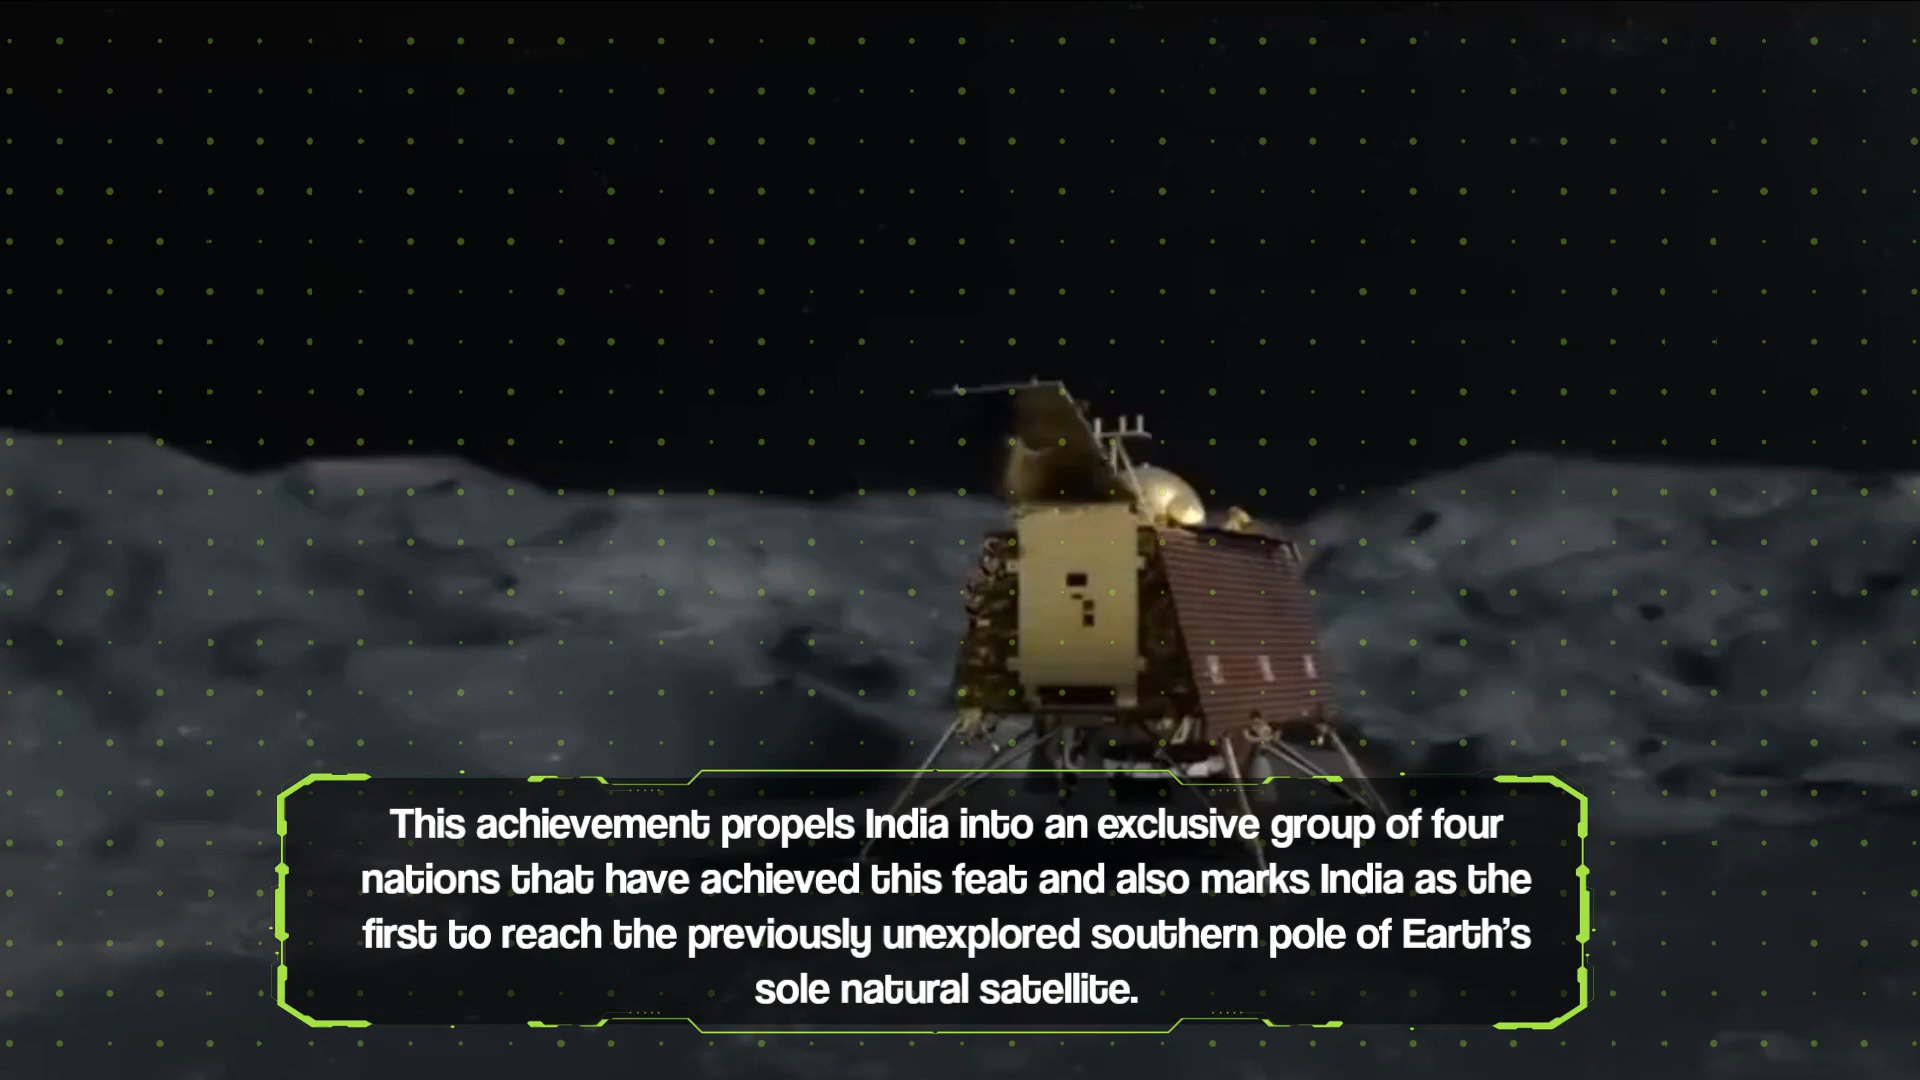 This achievement propels India into an exclusive group of four
nations that have achieved this feat and also marks India as the
first to reach the previously unexplored southern pole of Earth’s
sole natural satellite.